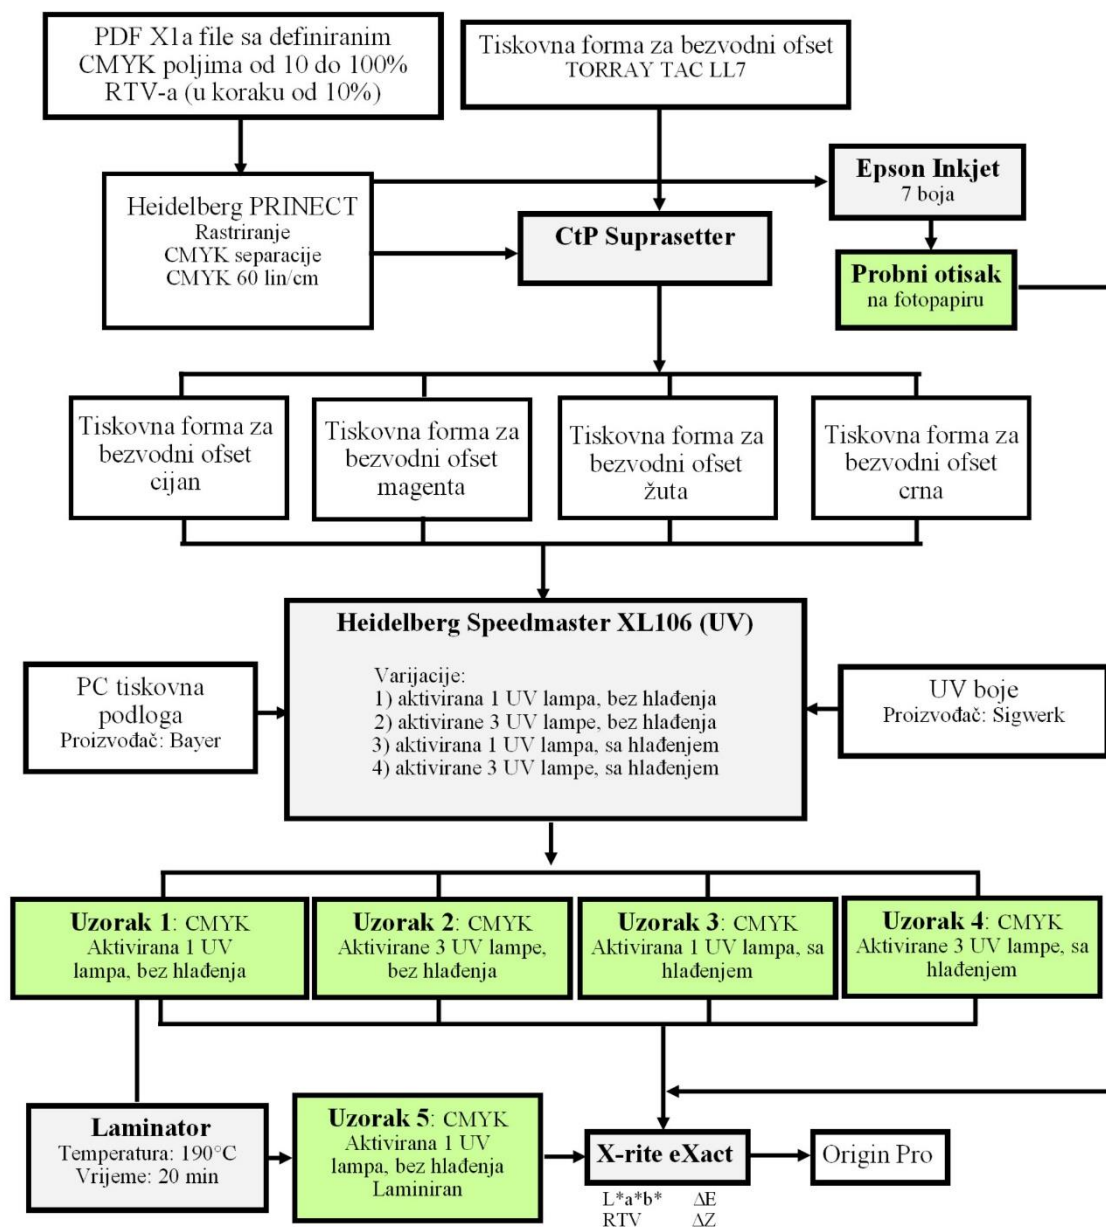 PDF X1a file sa definiranim
CMYK poljima od 10 do 100%
RTV-a (u koraku od 10%)
Tiskovna forma za bezvodni ofset
TORRAY TAC LL7
Epson Inkjet
7 boja
Heidelberg PRINECT
Rastriranje
CMYK separacije
CMYK 60 lin/cm
CtP Suprasetter
Probni otisak
na fotopapiru
Tiskovna forma za
bezvodni ofset
cijan
Tiskovna forma za
bezvodni ofset
magenta
Tiskovna forma za
bezvodni ofset
žuta
Tiskovna forma za
bezvodni ofset
crna
Heidelberg Speedmaster XL106 (UV)
Varijacije:
1) aktivirana 1 UV lampa, bez hlađenja
2) aktivirane 3 UV lampe, bez hlađenja
3) aktivirana 1 UV lampa, sa hlađenjem
4) aktivirane 3 UV lampe, sa hlađenjem
PC tiskovna
podloga
Proizvođač: Bayer
UV boje
Proizvođač: Sigwerk
Uzorak 1: CMYK
Aktivirana 1 UV
lampa, bez hlađenja
Uzorak 2: CMYK
Aktivirane 3 UV lampe,
bez hlađenja
Uzorak 3: CMYK
Aktivirana 1 UV lampa, sa
hlađenjem
Uzorak 4: CMYK
Aktivirane 3 UV lampe, sa
hlađenjem
Laminator
Temperatura: 190°C
Vrijeme: 20 min
Uzorak 5: CMYK
Aktivirana 1 UV
lampa, bez hlađenja
Laminiran
X-rite eXact
L*a*b* ΔE
RTV ΔZ
Origin Pro